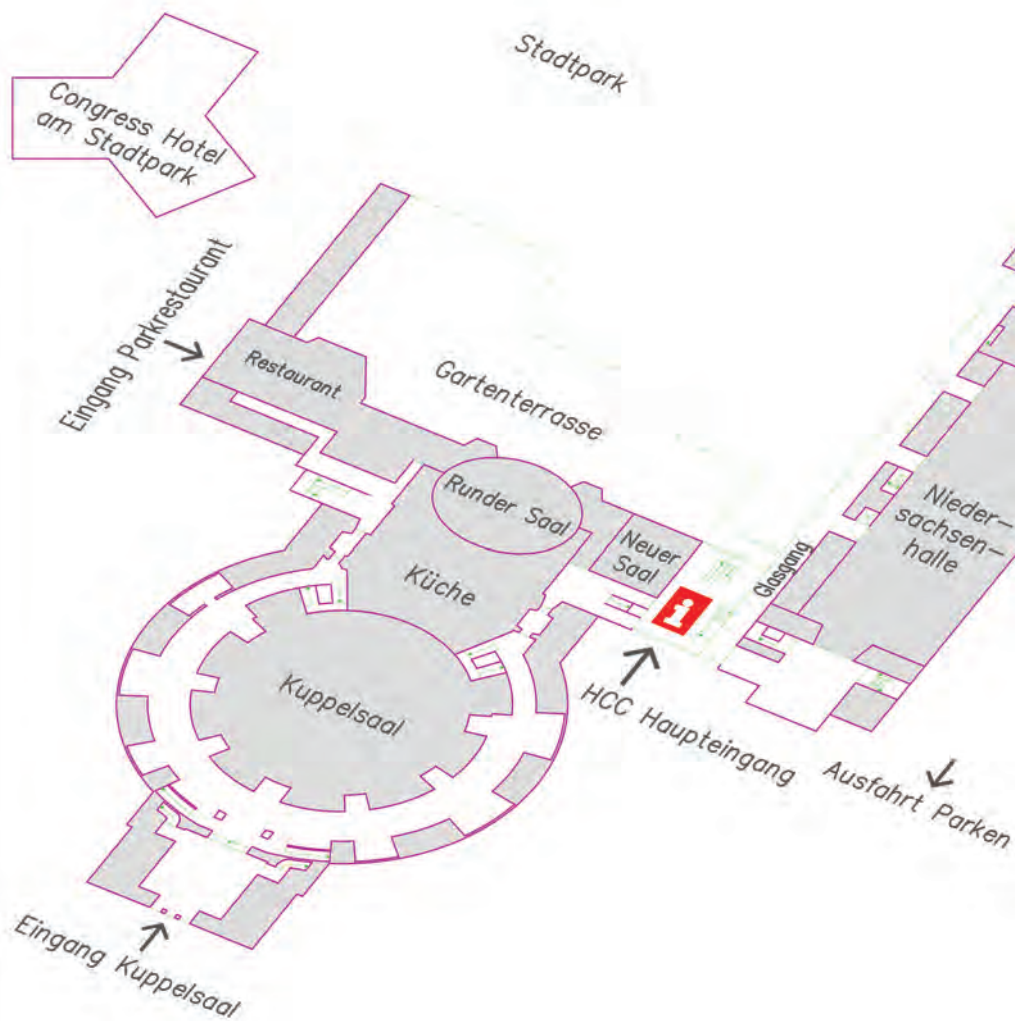 Stadtpark
Congress Hotel
am Stadtpark
Eingang Parkrestaurant
Restaurant
Gartenterrasse
Runder Saal
Neuer
Saal
Glasgang
Nieder-
sachsen-
halle
Küche
i
Kuppelsaal
HCC Haupteingang
Ausfahrt Parken
Eingang Kuppelsaal